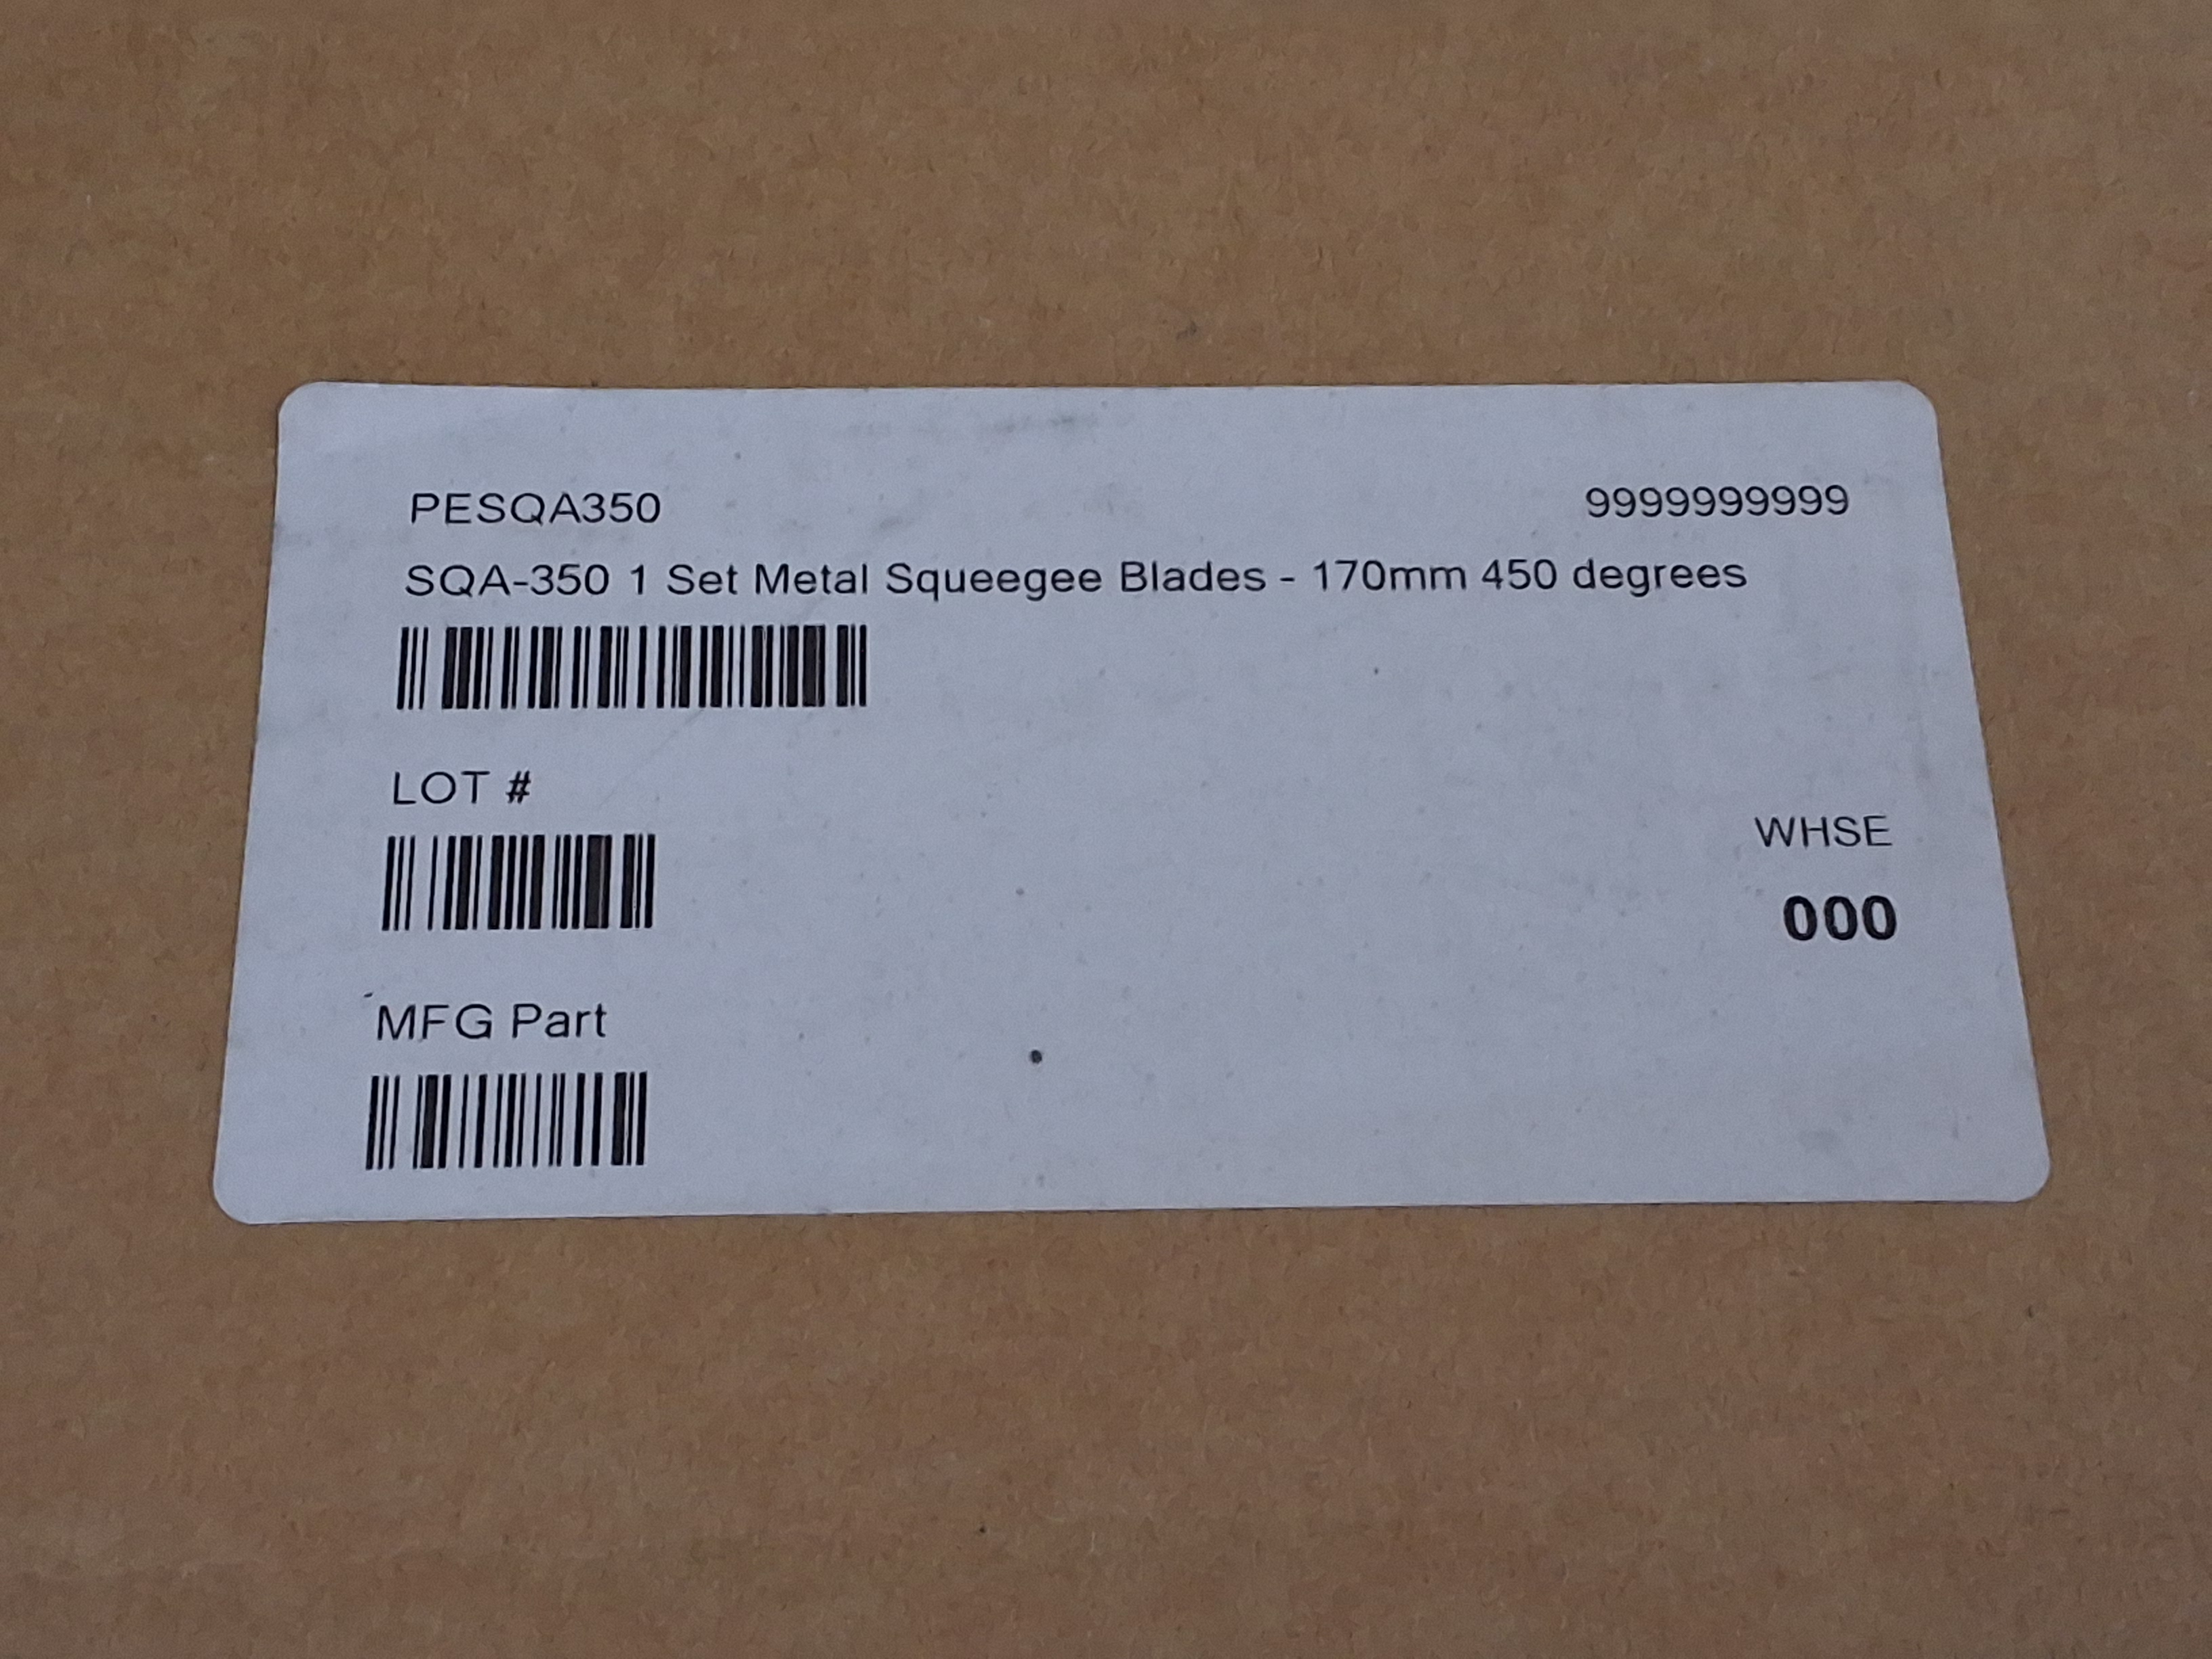 PESQA350 9999999999
SQA-350 1 Set Metal Squeegee Blades - 170mm 450 degrees
LOT #
WHSE
000
MFG Part